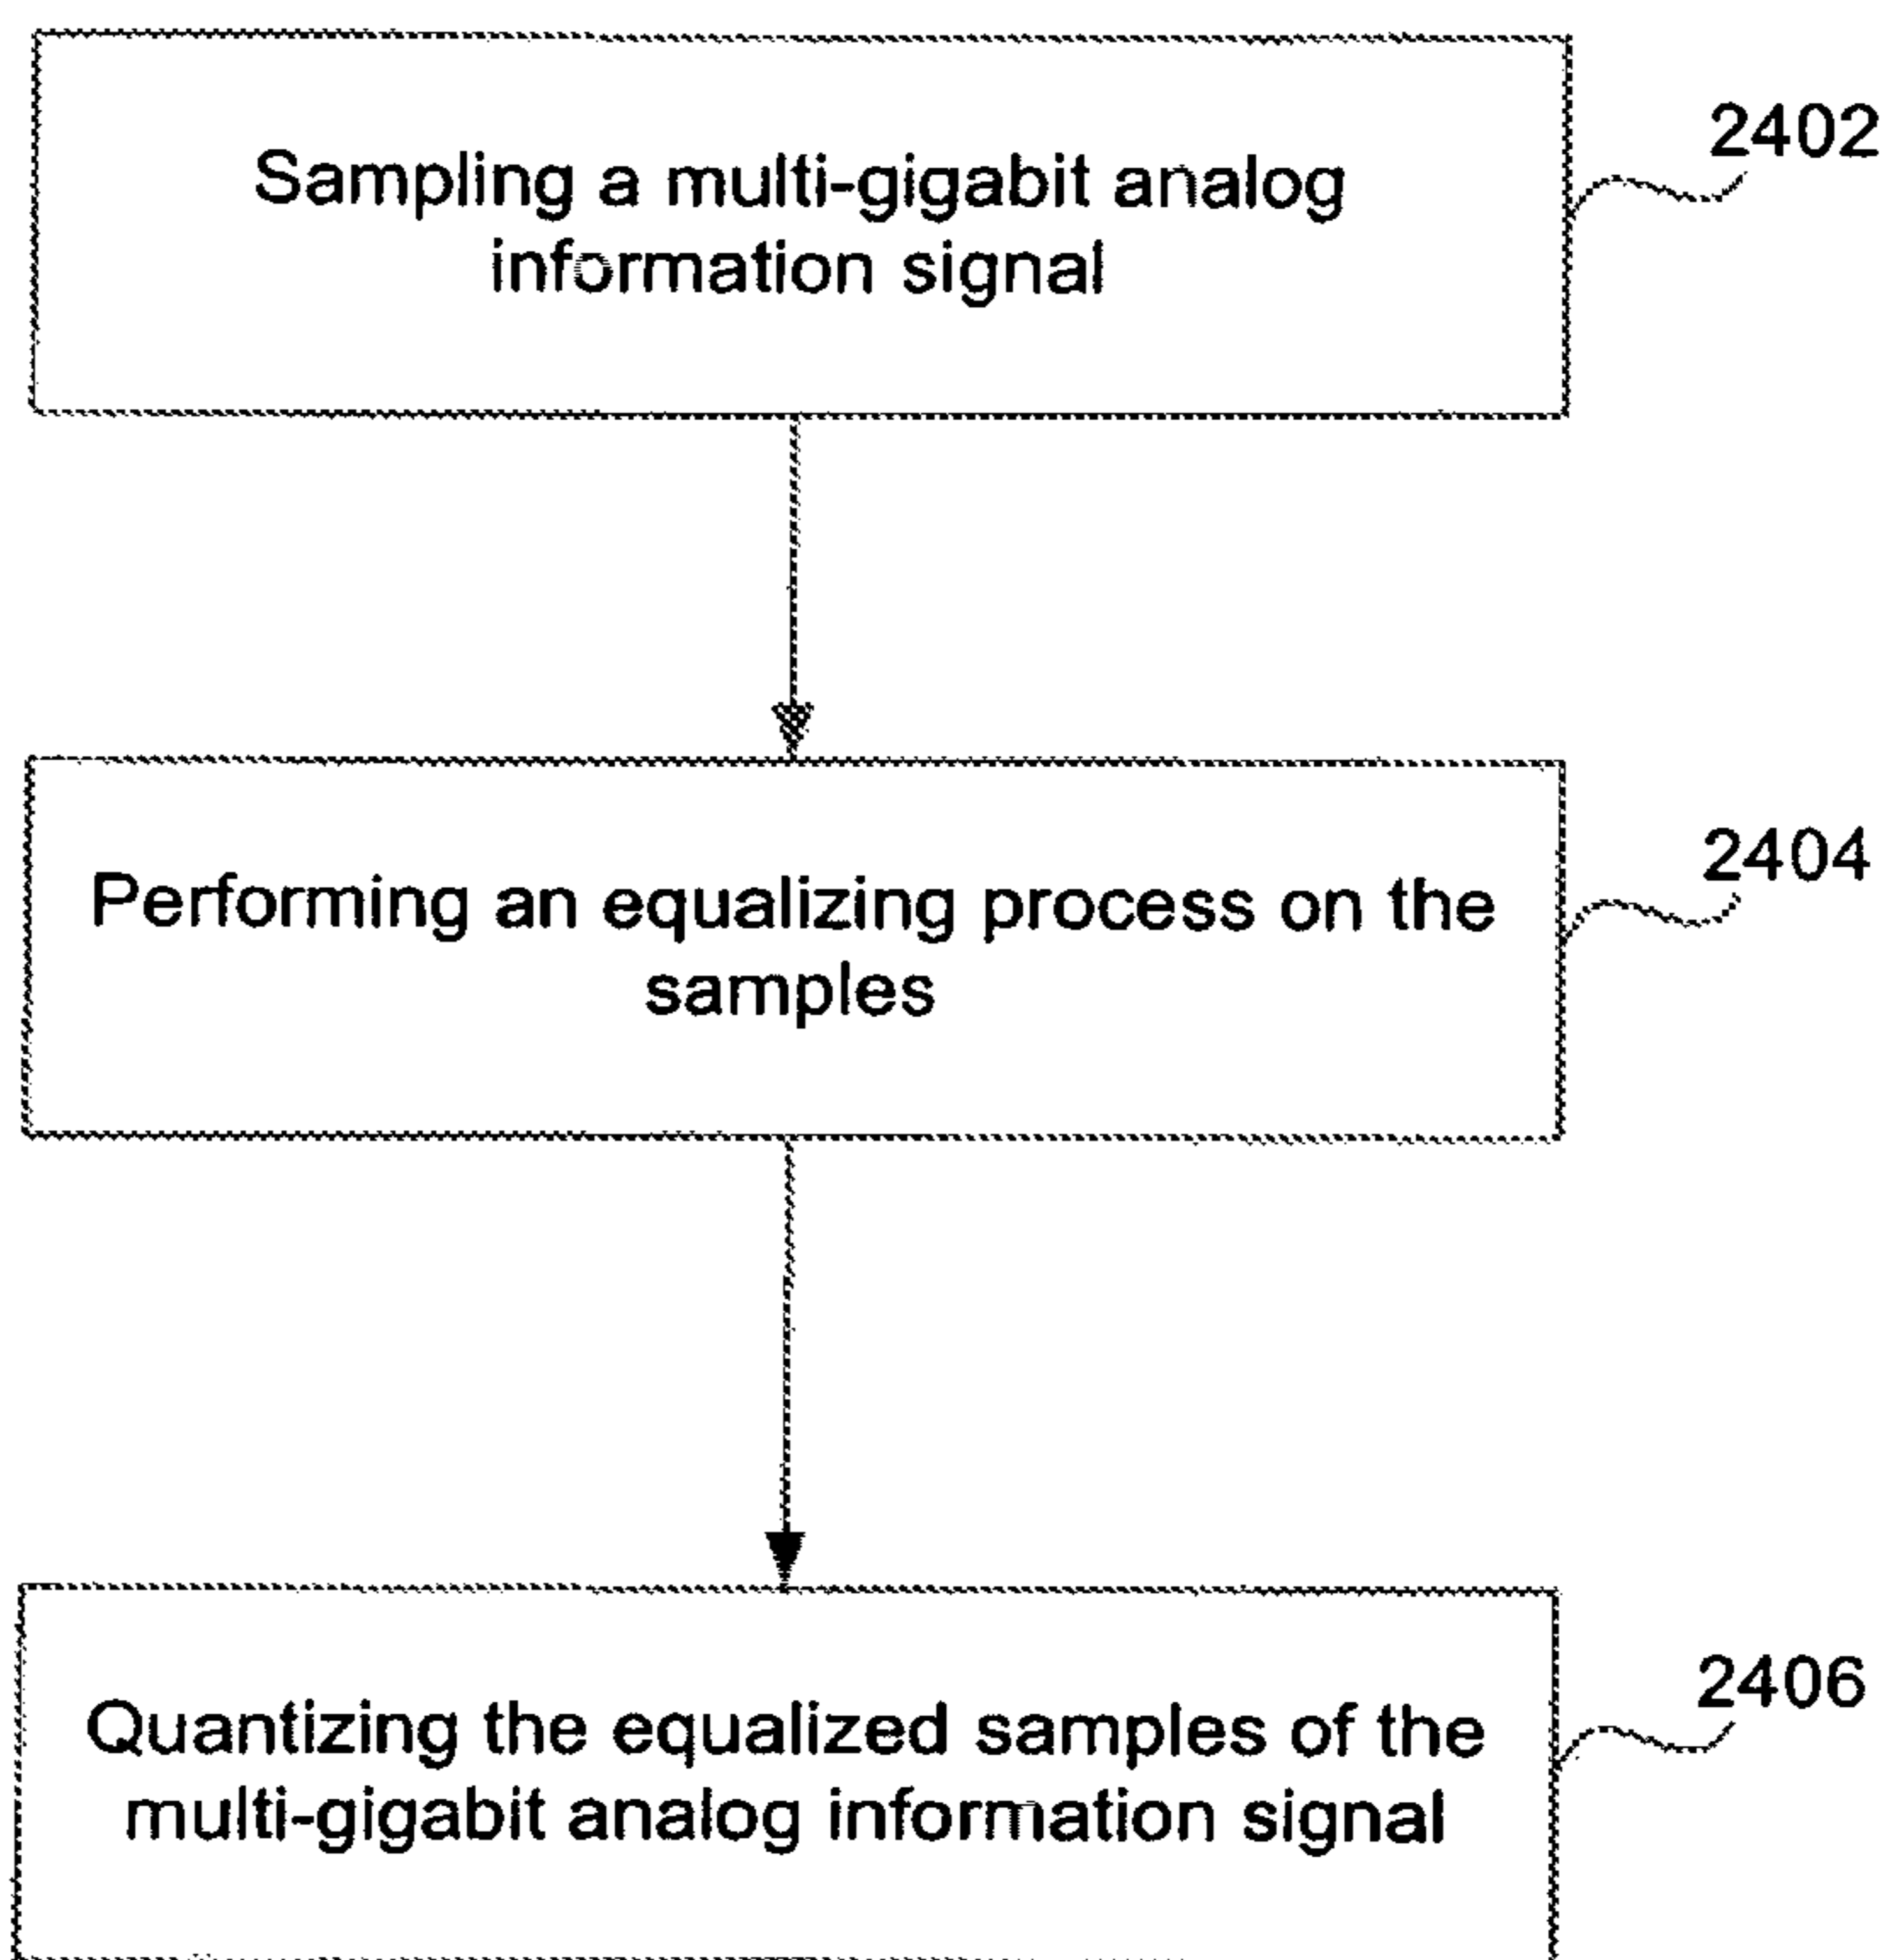 Sampling a multi-gigabit analog
information signal
2402
Performing an equalizing process on the
samples
2404
Quantizing the equalized samples of the
multi-gigabit analog information signal
2406